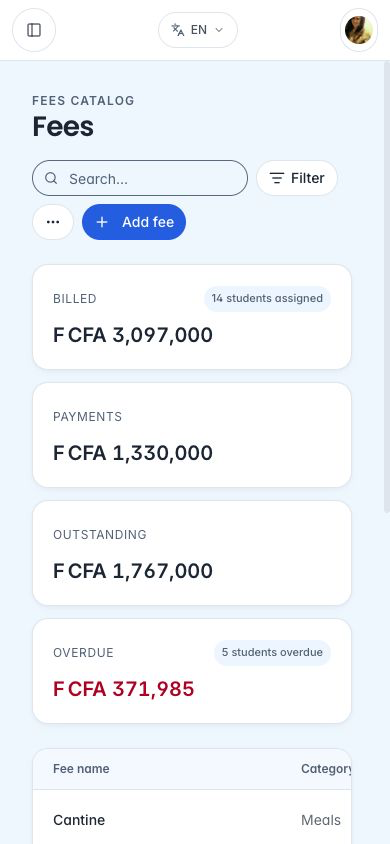 EN
FEES CATALOG
Fees
Search...
Filter
Add fee
BILLED
14 students assigned
F CFA 3,097,000
PAYMENTS
F CFA 1,330,000
OUTSTANDING
F CFA 1,767,000
OVERDUE
5 students overdue
F CFA 371,985
Fee name Category
Cantine Meals